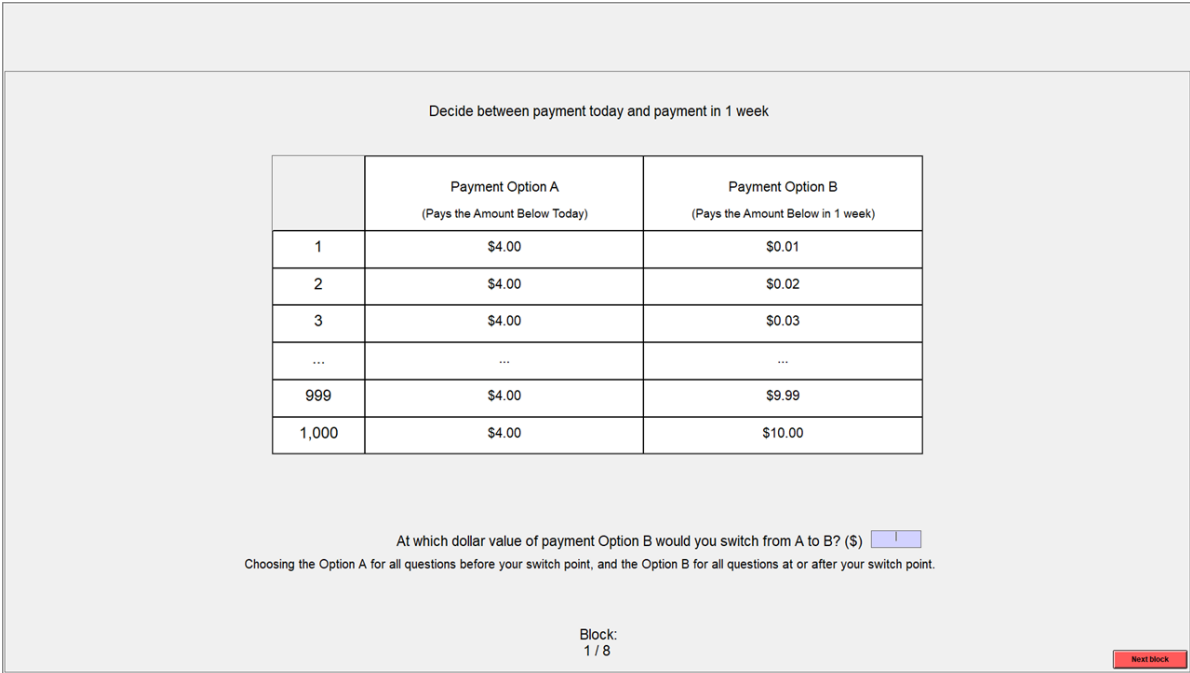 Decide between payment today and payment in 1 week
Payment Option A Payment Option B
(Pays the Amount Below Today) (Pays the Amount Below in 1 week)
1 $4.00 $0.01
2 $4.00 $0.02
3 $4.00 $0.03
... ... ...
999 $4.00 $9.99
1,000 $4.00 $10.00
At which dollar value of payment Option B would you switch from A to B? ($)
Choosing the Option A for all questions before your switch point, and the Option B for all questions at or after your switch point.
Block:
1 / 8
Next block